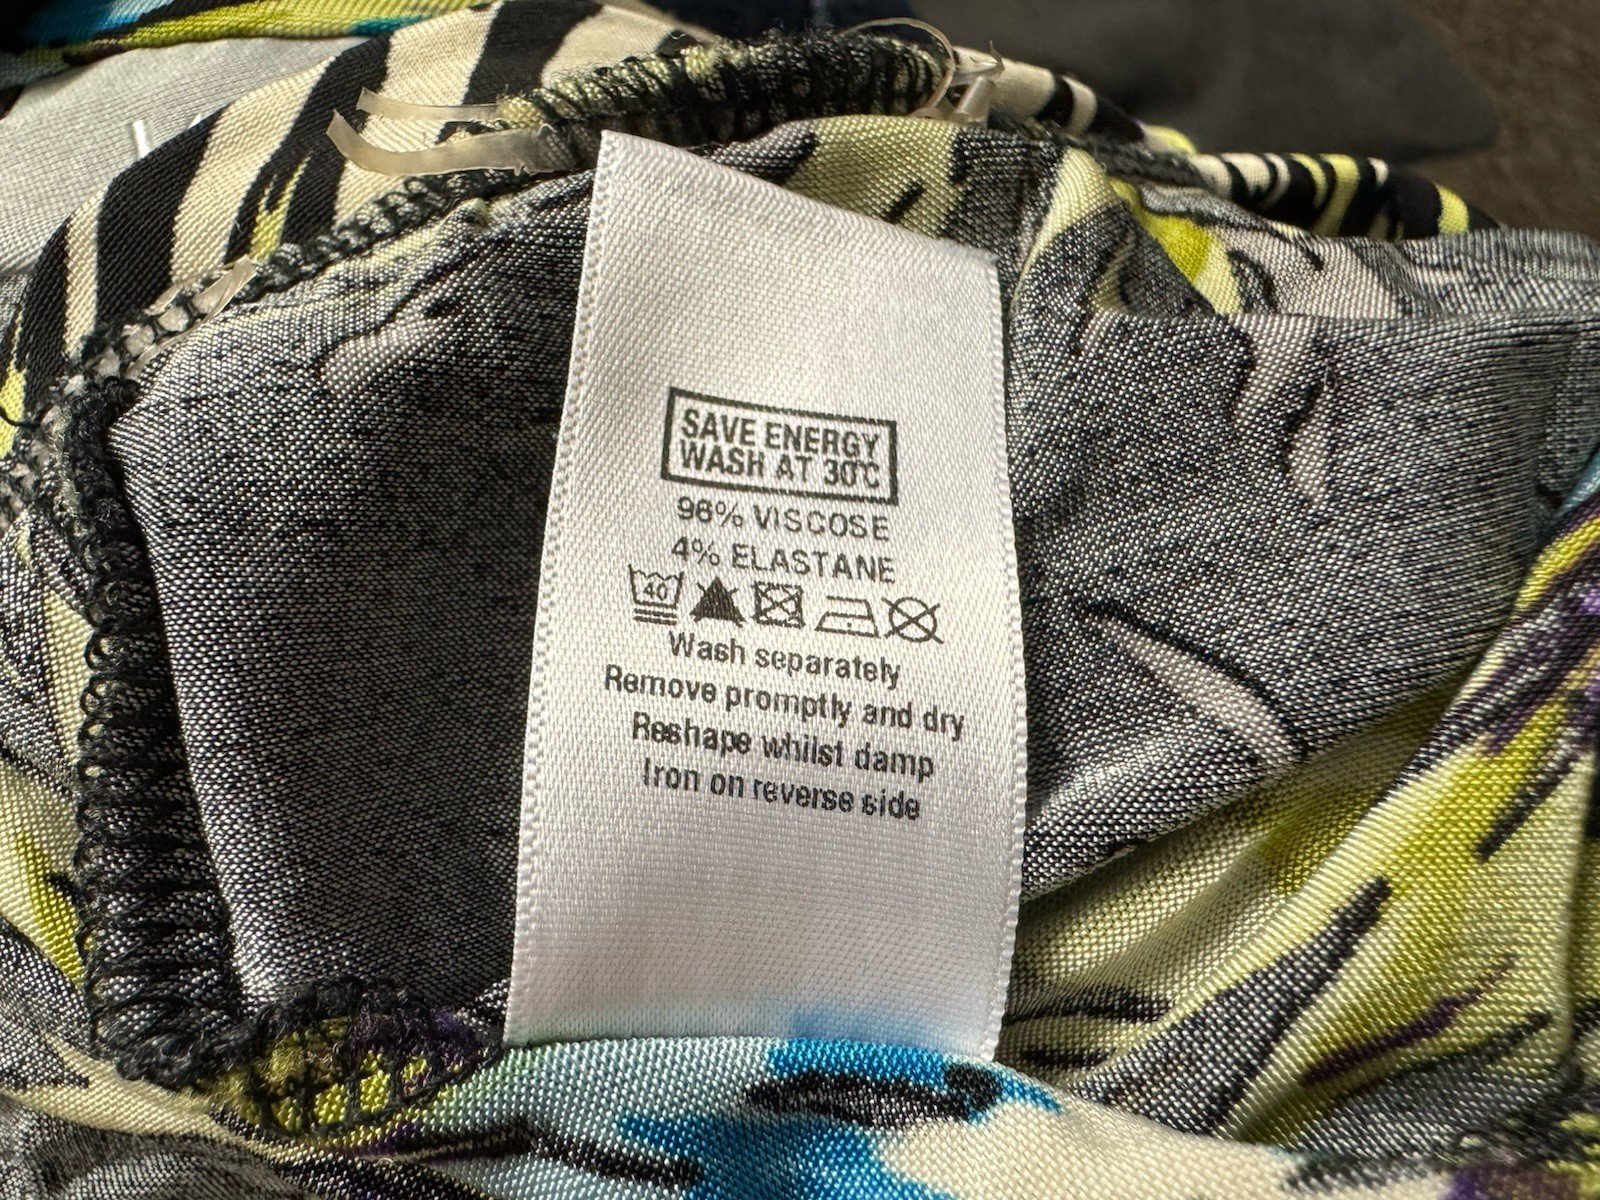 SAVE ENERGY
WASH AT 30°C
96% VISCOSE
4% ELASTANE
40
Wash separately
Remove promptly and dry
Reshape whilst damp
Iron on reverse side